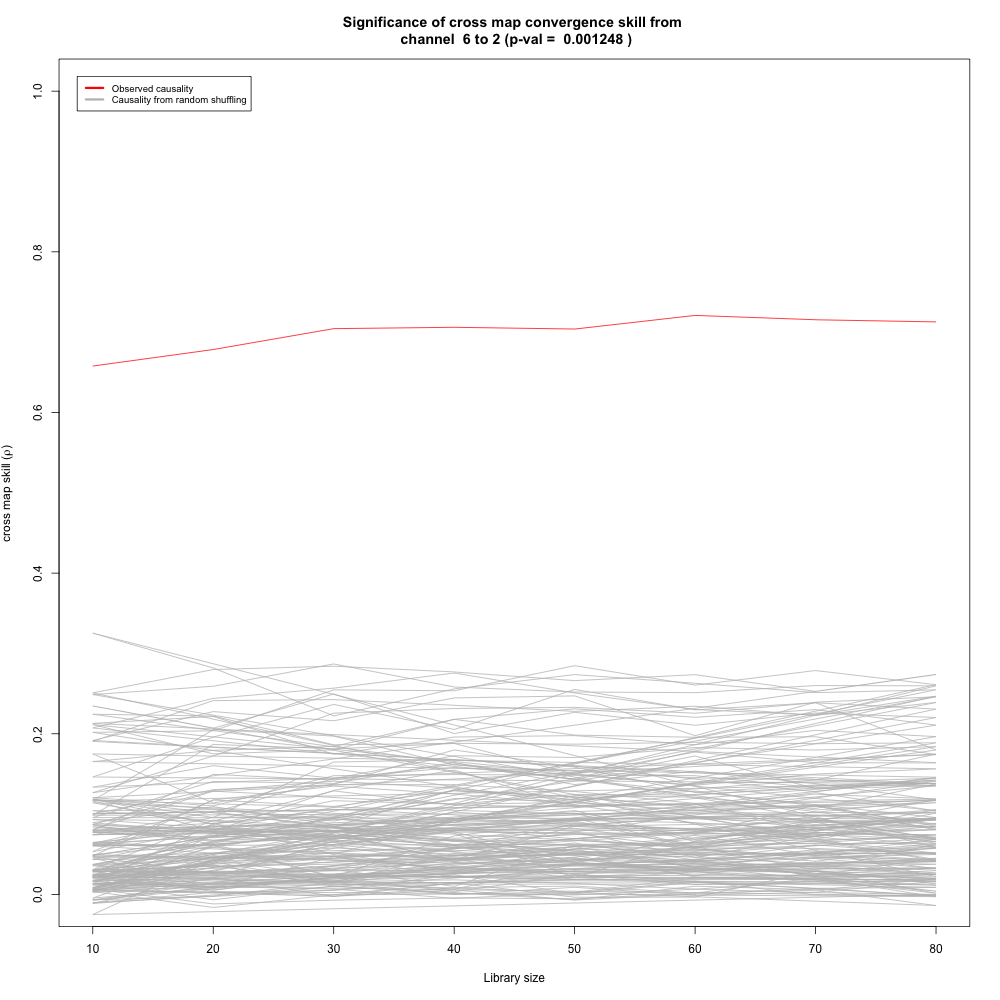 Significance of cross map convergence skill from
channel  6 to 2 (p-val =  0.001248 )
Observed causality
Causality from random shuffling
1.0
0.8
0.6
0.4
0.2
0.0
cross map skill (ρ)
10 20 30 40 50 60 70 80
Library size